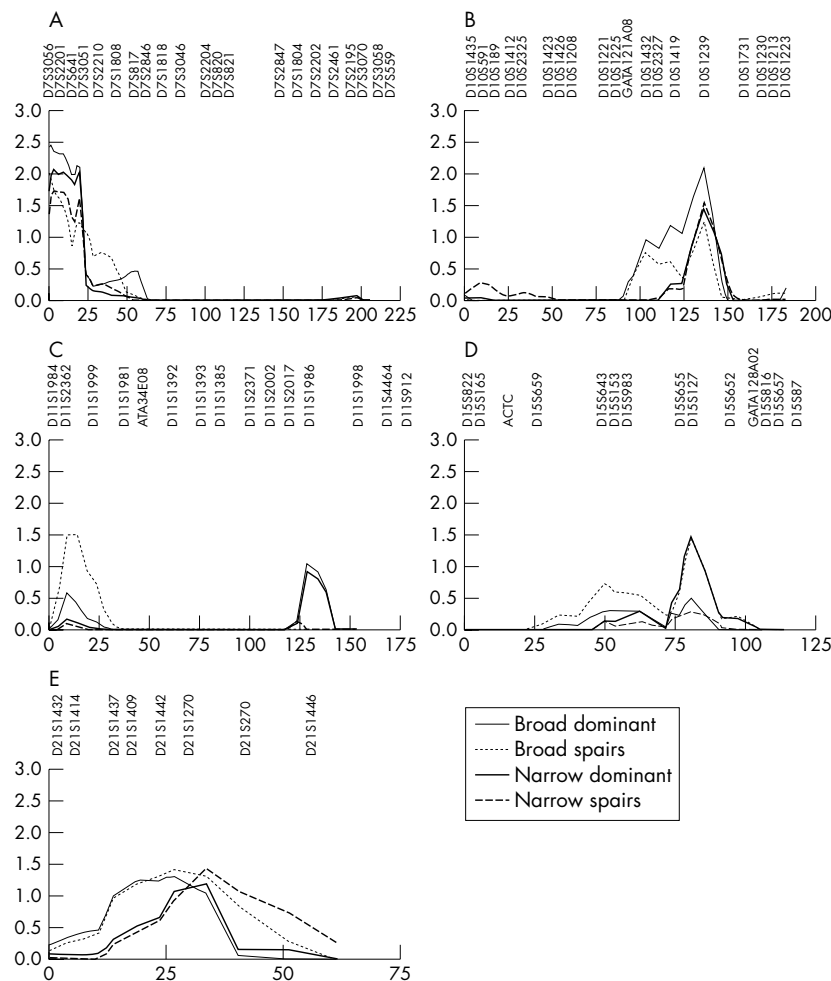 A
D7S3056
D7S2201
D7S641
D7S3051
D7S2210
D7S1808
D7S817
D7S2846
D7S1818
D7S3046
D7S2204
D7S820
D7S821
D7S2847
D7S1804
D7S2202
D7S2461
D7S2195
D7S3070
D7S3058
D7S559
3.0
2.5
2.0
1.5
1.0
0.5
0.0
0 25 50 75 100 125 150 175 200 225
B
D10S1435
D10S591
D10S189
D10S1412
D10S2325
D10S1423
D10S1426
D10S1208
D10S1221
D10S1225
GATA121A08
D10S1432
D10S2327
D10S1419
D10S1239
D10S1731
D10S1230
D10S1213
D10S1223
3.0
2.5
2.0
1.5
1.0
0.5
0.0
0 25 50 75 100 125 150 175 200
C
D11S1984
D11S2362
D11S1999
D11S1981
ATA34E08
D11S1392
D11S1393
D11S1385
D11S2371
D11S2002
D11S2017
D11S1986
D11S1998
D11S4464
D11S912
3.0
2.5
2.0
1.5
1.0
0.5
0.0
0 25 50 75 100 125 150 175
D
D15S822
D15S165
ACTC
D15S659
D15S643
D15S153
D15S983
D15S655
D15S127
D15S652
GATA128A02
D15S816
D15S657
D15S87
3.0
2.5
2.0
1.5
1.0
0.5
0.0
0 25 50 75 100 125
E
D21S1432
D21S1414
D21S1437
D21S1409
D21S1442
D21S1270
D21S270
D21S1446
3.0
2.5
2.0
1.5
1.0
0.5
0.0
0 25 50 75
Broad dominant
Broad spairs
Narrow dominant
Narrow spairs